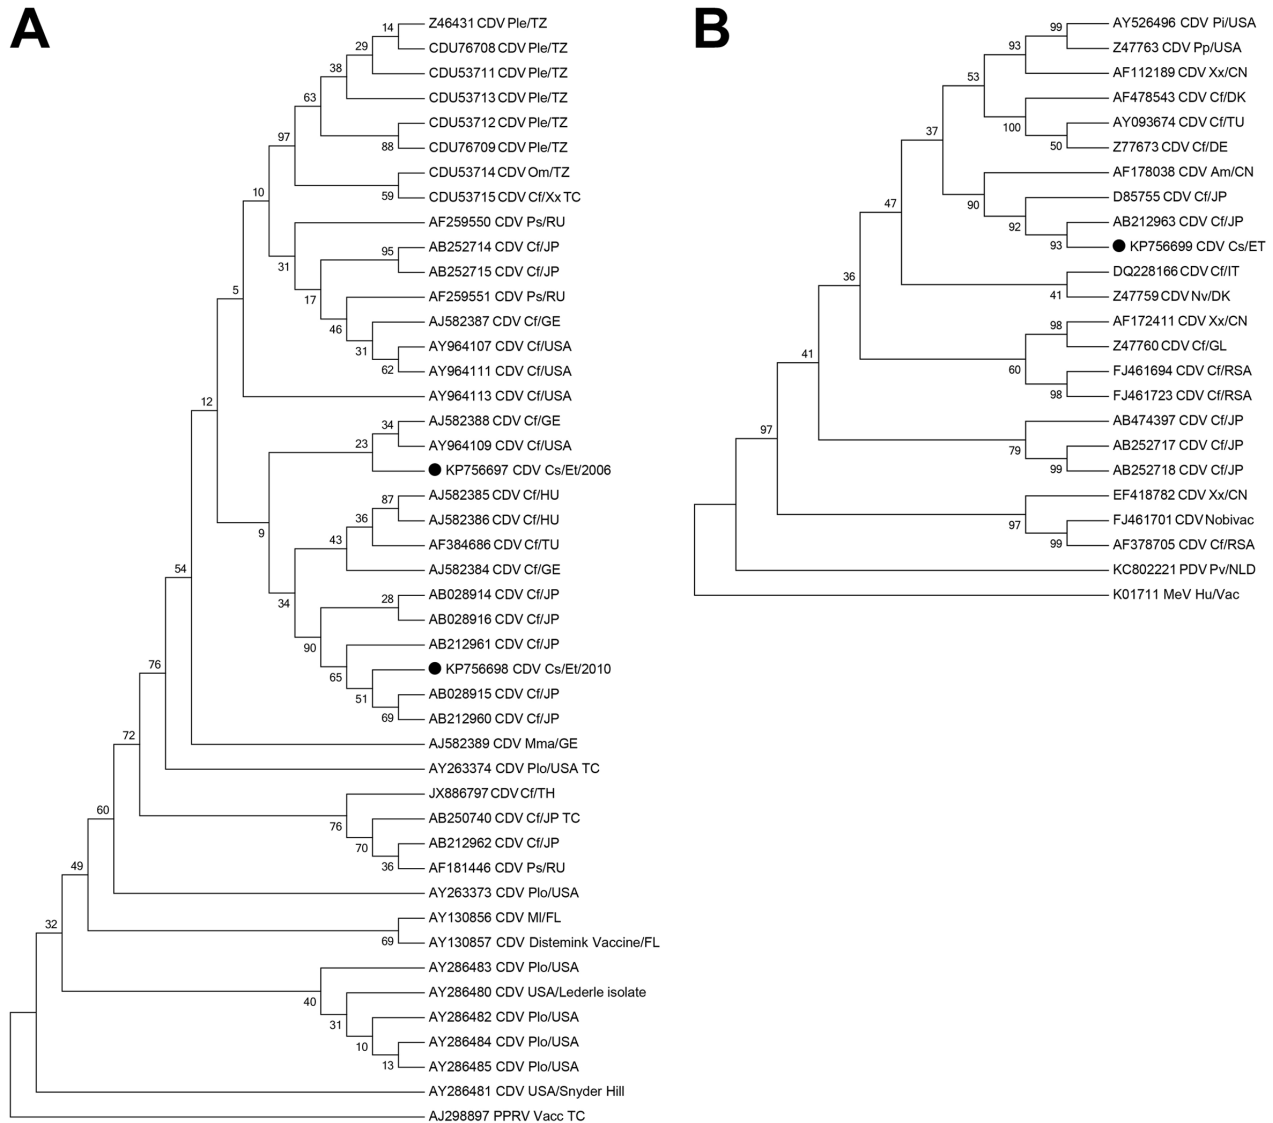 A
14
Z46431 CDV Ple/TZ
29
CDU76708 CDV Ple/TZ
38
CDU53711 CDV Ple/TZ
63
CDU53713 CDV Ple/TZ
97
CDU53712 CDV Ple/TZ
88
CDU76709 CDV Ple/TZ
10
CDU53714 CDV Om/TZ
59
CDU53715 CDV Cf/Xx TC
AF259550 CDV Ps/RU
95
AB252714 CDV Cf/JP
31
AB252715 CDV Cf/JP
5
17
AF259551 CDV Ps/RU
46
AJ582387 CDV Cf/GE
31
AY964107 CDV Cf/USA
62
AY964111 CDV Cf/USA
12
AY964113 CDV Cf/USA
34
AJ582388 CDV Cf/GE
23
AY964109 CDV Cf/USA
KP756697 CDV Cs/Et/2006
87
AJ582385 CDV Cf/HU
36
AJ582386 CDV Cf/HU
9
43
AF384686 CDV Cf/TU
54
AJ582384 CDV Cf/GE
34
28
AB028914 CDV Cf/JP
AB028916 CDV Cf/JP
90
AB212961 CDV Cf/JP
76
65
KP756698 CDV Cs/Et/2010
51
AB028915 CDV Cf/JP
69
AB212960 CDV Cf/JP
72
AJ582389 CDV Mma/GE
AY263374 CDV Plo/USA TC
60
JX886797 CDV Cf/TH
76
AB250740 CDV Cf/JP TC
70
AB212962 CDV Cf/JP
49
36
AF181446 CDV Ps/RU
AY263373 CDV Plo/USA
32
AY130856 CDV Ml/FL
69
AY130857 CDV Distemink Vaccine/FL
AY286483 CDV Plo/USA
40
AY286480 CDV USA/Lederle isolate
31
AY286482 CDV Plo/USA
10
AY286484 CDV Plo/USA
13
AY286485 CDV Plo/USA
AY286481 CDV USA/Snyder Hill
AJ298897 PPRV Vacc TC
B
99
AY526496 CDV Pi/USA
93
Z47763 CDV Pp/USA
53
AF112189 CDV Xx/CN
AF478543 CDV Cf/DK
37
100
AY093674 CDV Cf/TU
50
Z77673 CDV Cf/DE
AF178038 CDV Am/CN
47
90
D85755 CDV Cf/JP
92
AB212963 CDV Cf/JP
93
KP756699 CDV Cs/ET
36
DQ228166 CDV Cf/IT
41
Z47759 CDV Nv/DK
98
AF172411 CDV Xx/CN
Z47760 CDV Cf/GL
41
60
FJ461694 CDV Cf/RSA
98
FJ461723 CDV Cf/RSA
97
AB474397 CDV Cf/JP
79
AB252717 CDV Cf/JP
99
AB252718 CDV Cf/JP
EF418782 CDV Xx/CN
97
FJ461701 CDV Nobivac
99
AF378705 CDV Cf/RSA
KC802221 PDV Pv/NLD
K01711 MeV Hu/Vac